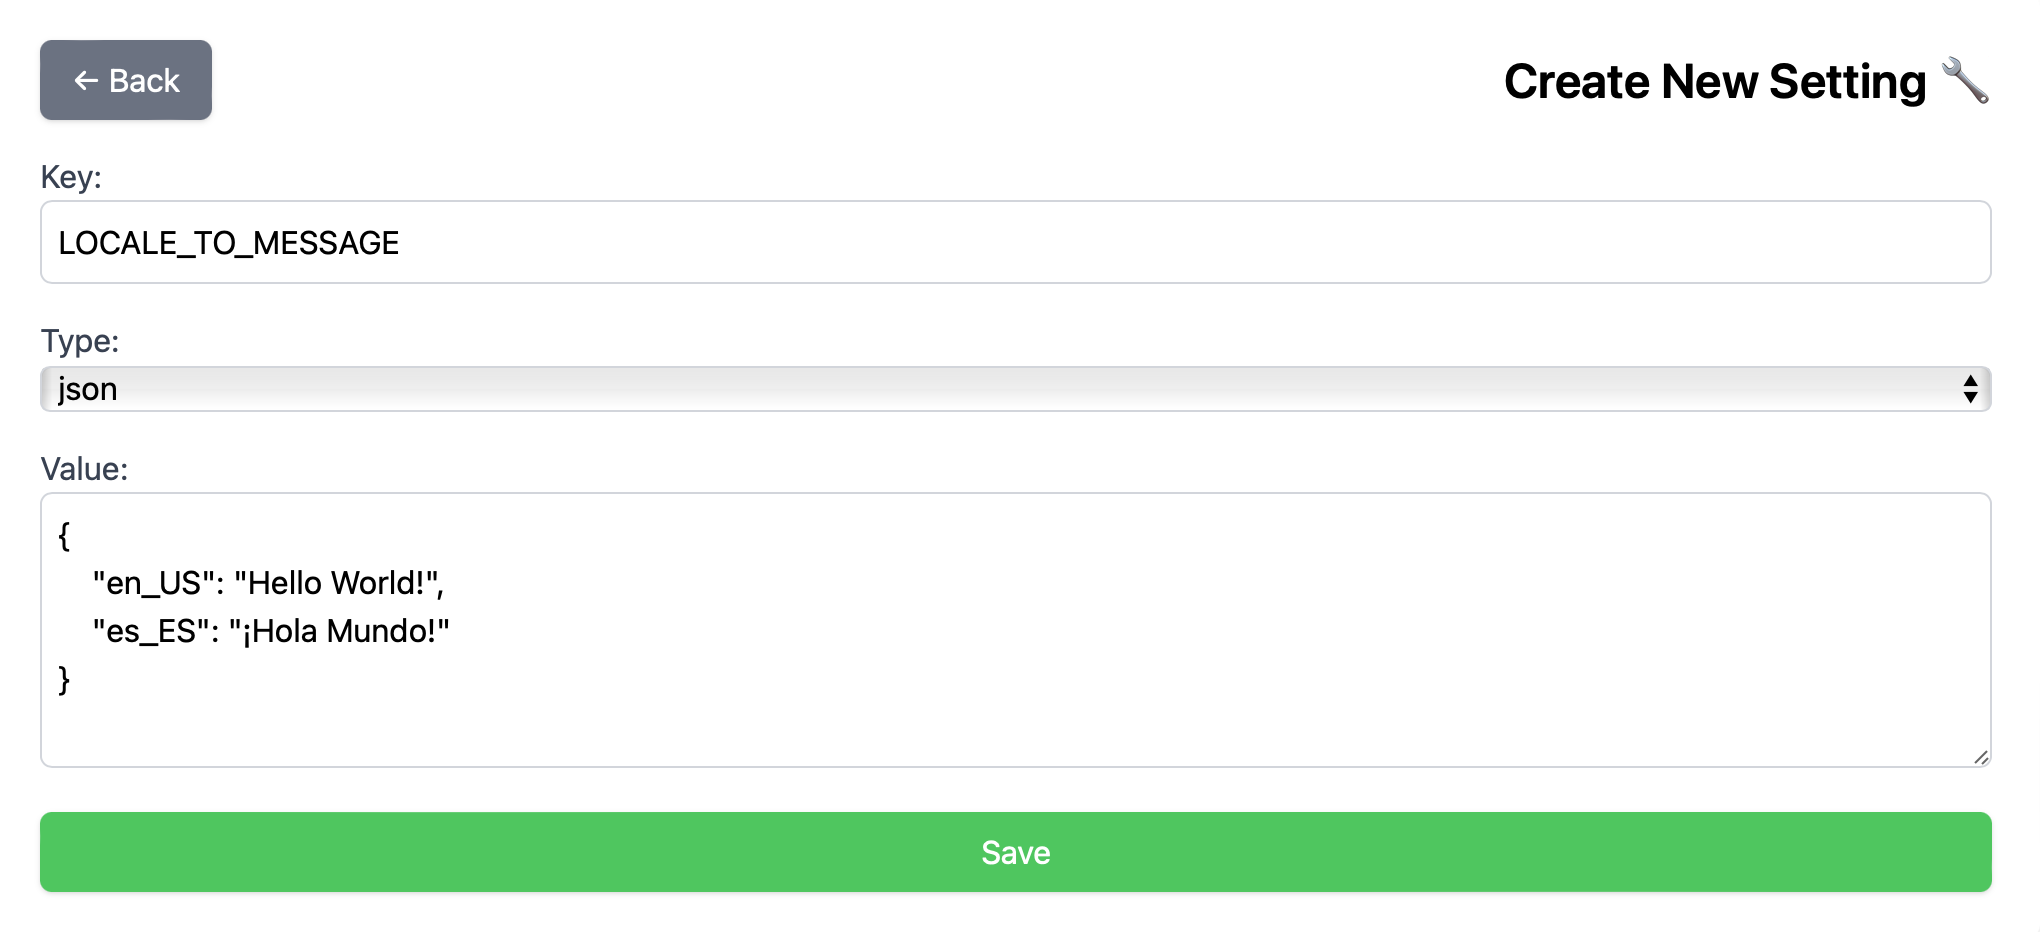 ← Back
Create New Setting 🔧
Key:
LOCALE_TO_MESSAGE
Type:
json
Value:
{
    "en_US": "Hello World!",
    "es_ES": "¡Hola Mundo!"
}
Save